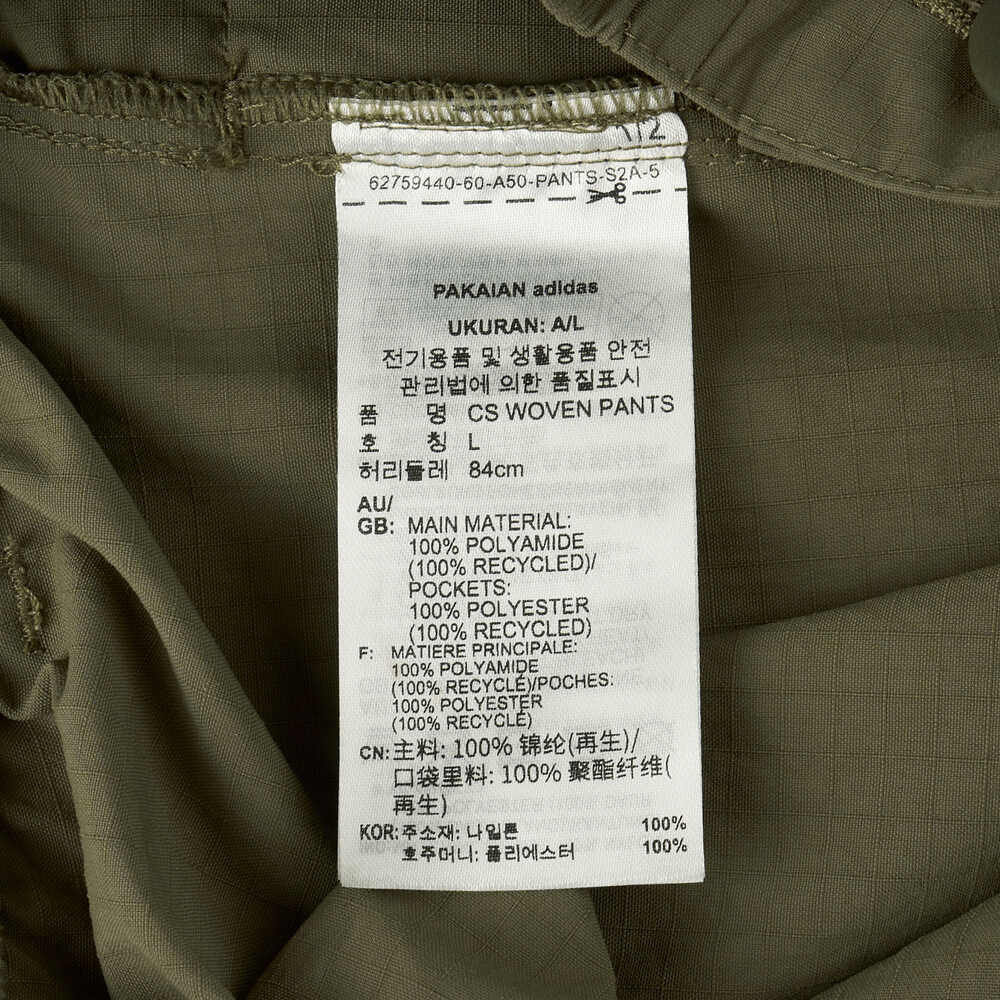 1/2
62759440-60-A50-PANTS-S2A-5
PAKAIAN adidas
UKURAN: A/L
전기용품 및 생활용품 안전
관리법에 의한 품질표시
품 명 CS WOVEN PANTS
호 칭 L
허리둘레 84cm
AU/
GB: MAIN MATERIAL:
100% POLYAMIDE
(100% RECYCLED)/
POCKETS:
100% POLYESTER
(100% RECYCLED)
F: MATIERE PRINCIPALE:
100% POLYAMIDE
(100% RECYCLÉ)/POCHES:
100% POLYESTER
(100% RECYCLÉ)
CN: 主料: 100% 锦纶(再生)/
口袋里料: 100% 聚酯纤维(
再生)
KOR: 주소재: 나일론 100%
호주머니: 폴리에스터 100%